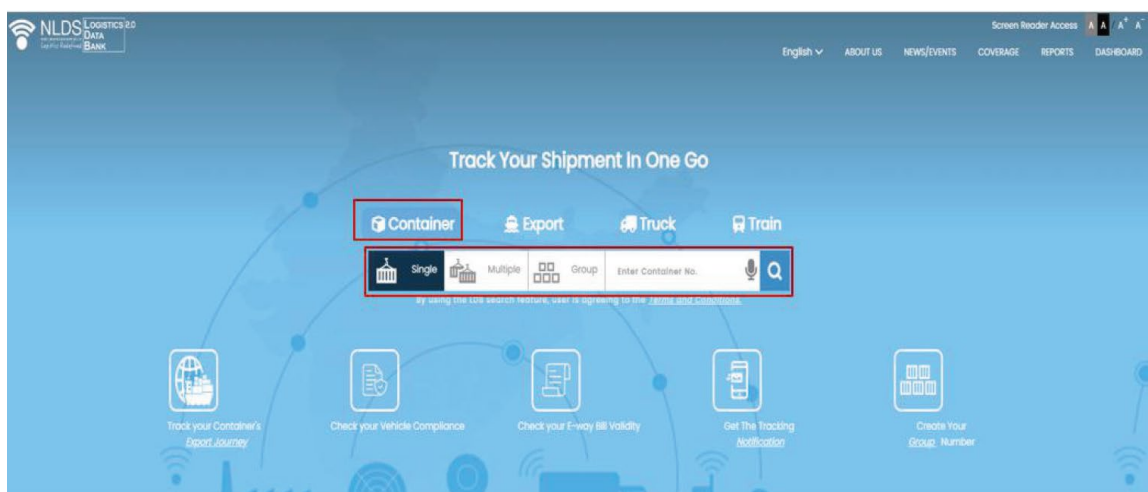 NLDS LOGISTICS 2.0
DATA
BANK
Screen Reader Access A A A+ A-
English ABOUT US NEWS/EVENTS COVERAGE REPORTS DASHBOARD
Track Your Shipment In One Go
Container Export Truck Train
Single Multiple Group Enter Container No.
By using the LDB search feature, user is agreeing to the Terms and Conditions.
Track your Container's
Export Journey
Check your Vehicle Compliance
Check your E-way Bill Validity
Get The Tracking
Notification
Create Your
Group Number